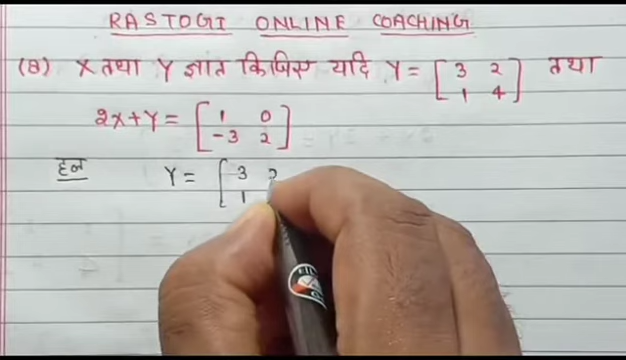 RASTOGI ONLINE COACHING
(8) X तथा Y ज्ञात किजिए यदि Y = [ 3 2 तथा
1 4 ]
2X+Y = [ 1 0
-3 2 ]
हल Y = [ 3 2
1